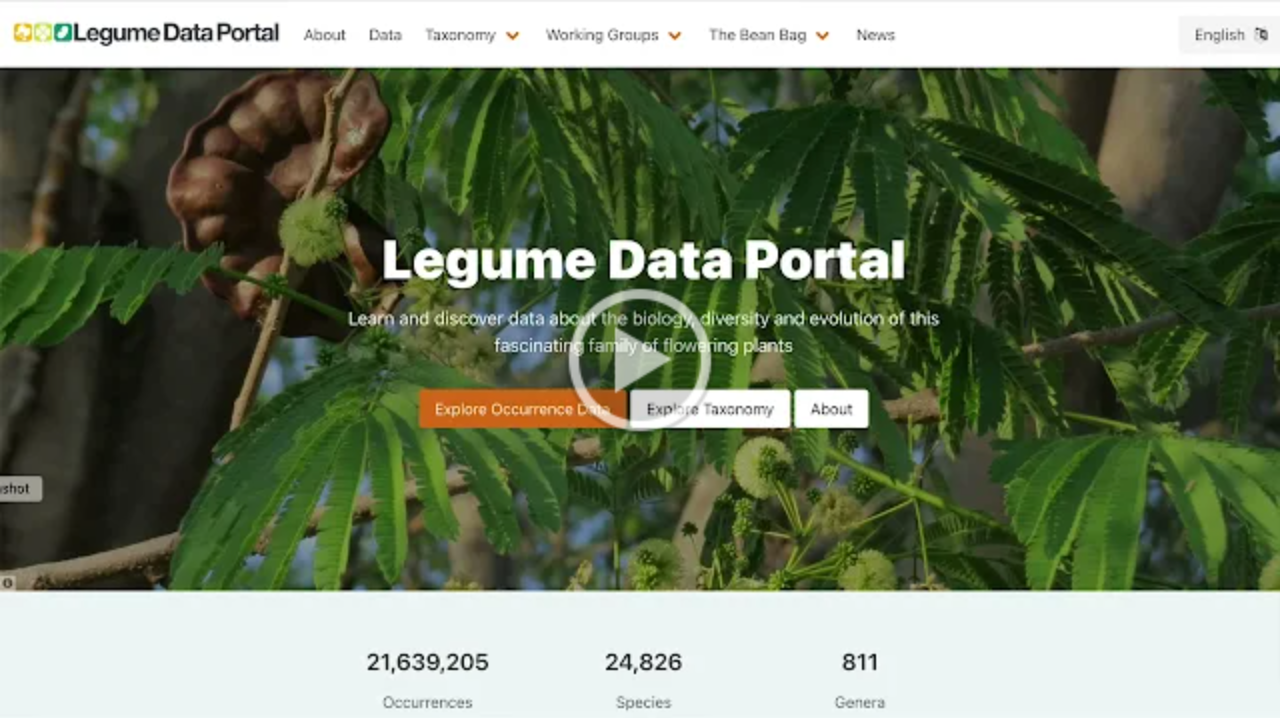 Legume Data Portal
About Data Taxonomy Working Groups The Bean Bag News English
Legume Data Portal
Learn and discover data about the biology, diversity and evolution of this
fascinating family of flowering plants
Explore Occurrence Data Explore Taxonomy About
shot
21,639,205 24,826 811
Occurrences Species Genera